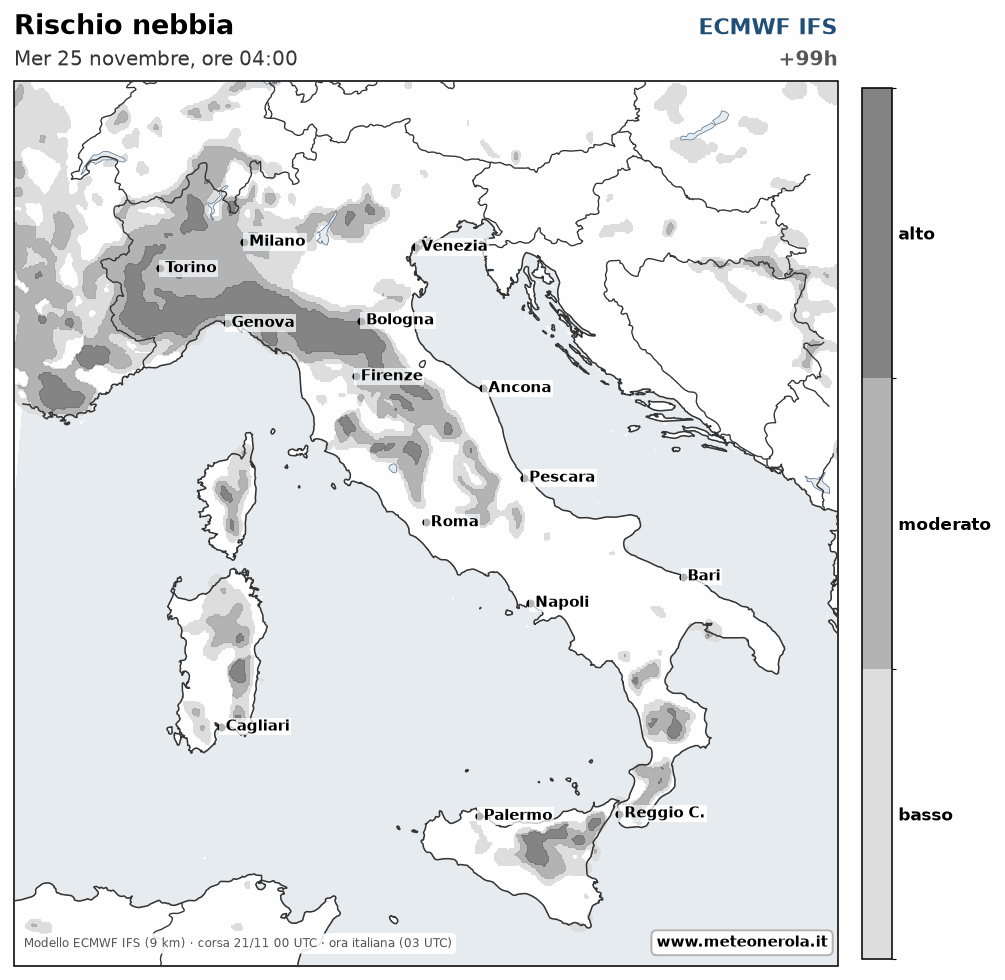 Rischio nebbia
ECMWF IFS
Mer 25 novembre, ore 04:00
+99h
Milano
Venezia
Torino
Genova
Bologna
Firenze
Ancona
Pescara
Roma
Bari
Napoli
Cagliari
Palermo
Reggio C.
alto
moderato
basso
Modello ECMWF IFS (9 km) · corsa 21/11 00 UTC · ora italiana (03 UTC)
www.meteonerola.it